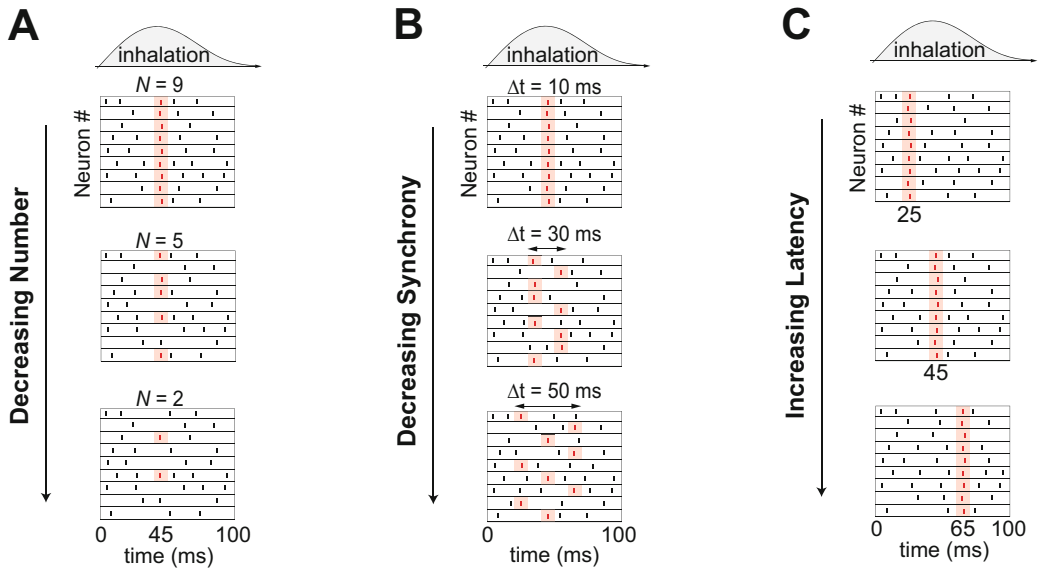 A
inhalation
N = 9
Neuron #
Decreasing Number
N = 5
N = 2
0 45 100
time (ms)
B
inhalation
Δt = 10 ms
Neuron #
Decreasing Synchrony
Δt = 30 ms
Δt = 50 ms
0 100
time (ms)
C
inhalation
Neuron #
Increasing Latency
25
45
0 65 100
time (ms)